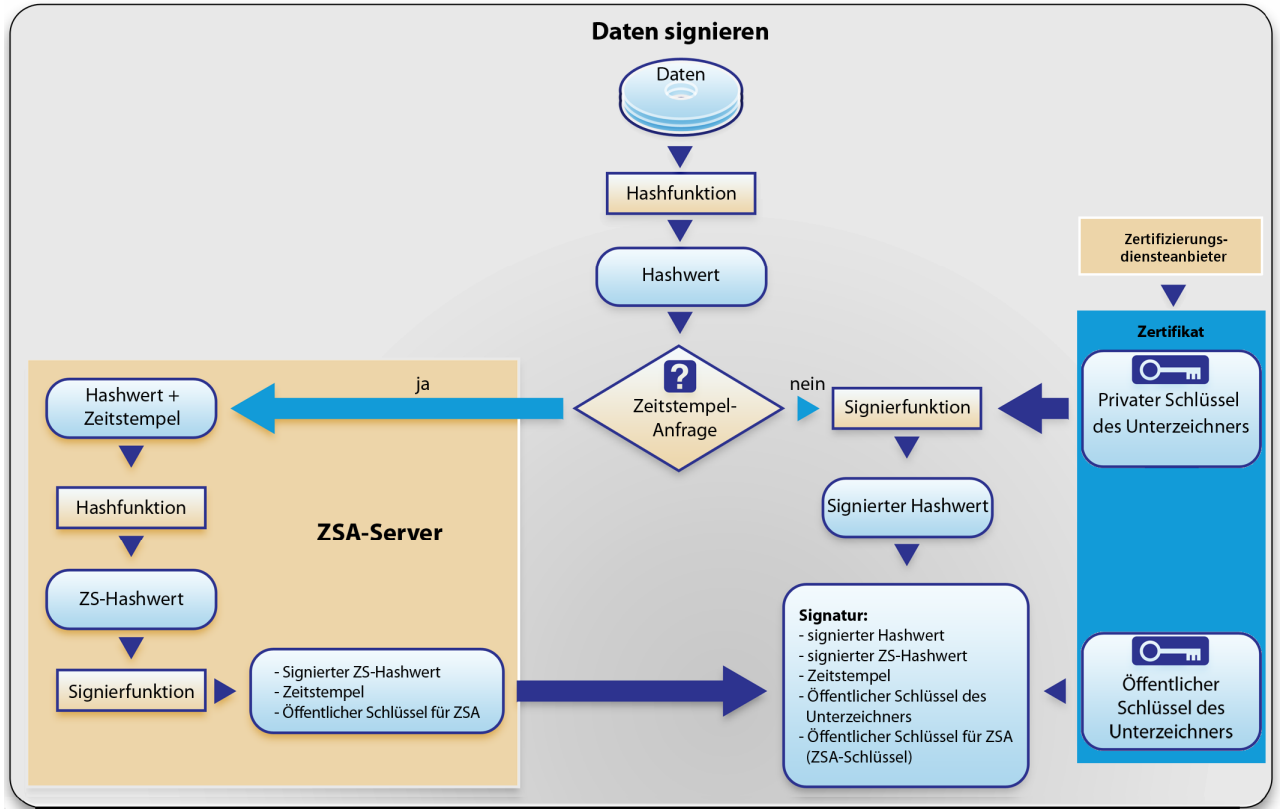 Daten signieren
Daten
Hashfunktion
Hashwert
?
Zeitstempel-
Anfrage
ja
nein
Hashwert +
Zeitstempel
Hashfunktion
ZS-Hashwert
Signierfunktion
ZSA-Server
- Signierter ZS-Hashwert
- Zeitstempel
- Öffentlicher Schlüssel für ZSA
Signierfunktion
Signierter Hashwert
Signatur:
- signierter Hashwert
- signierter ZS-Hashwert
- Zeitstempel
- Öffentlicher Schlüssel des
Unterzeichners
- Öffentlicher Schlüssel für ZSA
(ZSA-Schlüssel)
Zertifizierungs-
diensteanbieter
Zertifikat
Privater Schlüssel
des Unterzeichners
Öffentlicher
Schlüssel des
Unterzeichners